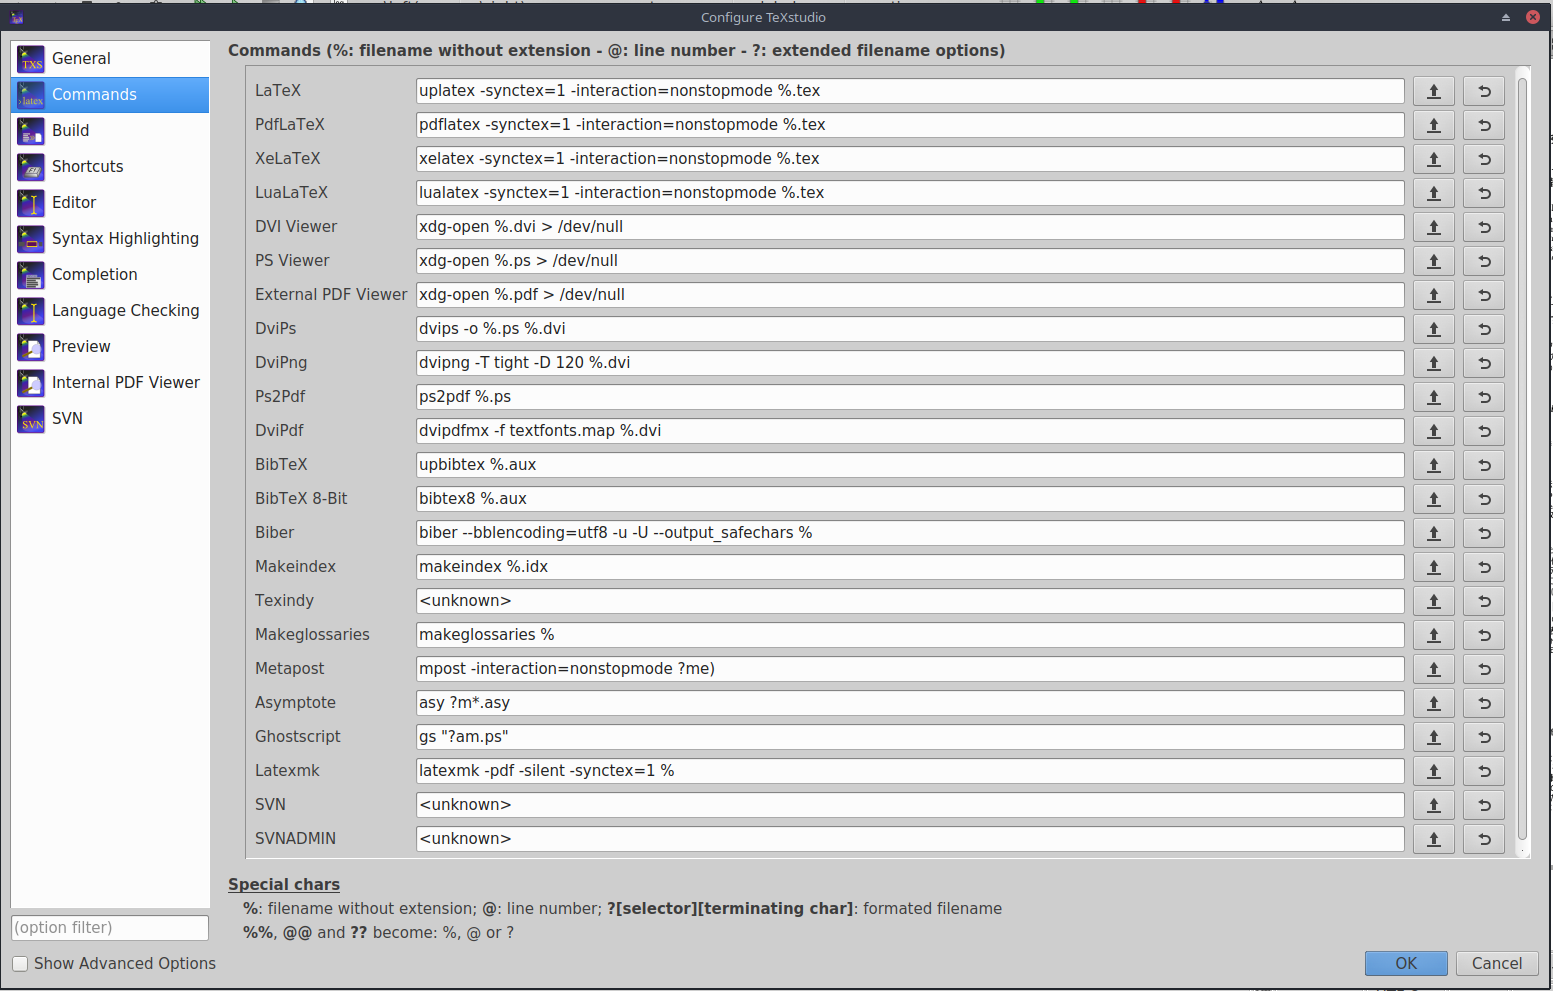 Configure TeXstudio
General
Commands
Build
Shortcuts
Editor
Syntax Highlighting
Completion
Language Checking
Preview
Internal PDF Viewer
SVN
(option filter)
Show Advanced Options
Commands (%: filename without extension - @: line number - ?: extended filename options)
LaTeX uplatex -synctex=1 -interaction=nonstopmode %.tex
PdfLaTeX pdflatex -synctex=1 -interaction=nonstopmode %.tex
XeLaTeX xelatex -synctex=1 -interaction=nonstopmode %.tex
LuaLaTeX lualatex -synctex=1 -interaction=nonstopmode %.tex
DVI Viewer xdg-open %.dvi > /dev/null
PS Viewer xdg-open %.ps > /dev/null
External PDF Viewer xdg-open %.pdf > /dev/null
DviPs dvips -o %.ps %.dvi
DviPng dvipng -T tight -D 120 %.dvi
Ps2Pdf ps2pdf %.ps
DviPdf dvipdfmx -f textfonts.map %.dvi
BibTeX upbibtex %.aux
BibTeX 8-Bit bibtex8 %.aux
Biber biber --bblencoding=utf8 -u -U --output_safechars %
Makeindex makeindex %.idx
Texindy <unknown>
Makeglossaries makeglossaries %
Metapost mpost -interaction=nonstopmode ?me)
Asymptote asy ?m*.asy
Ghostscript gs "?am.ps"
Latexmk latexmk -pdf -silent -synctex=1 %
SVN <unknown>
SVNADMIN <unknown>
Special chars
%: filename without extension; @: line number; ?[selector][terminating char]: formated filename
%%, @@ and ?? become: %, @ or ?
OK Cancel